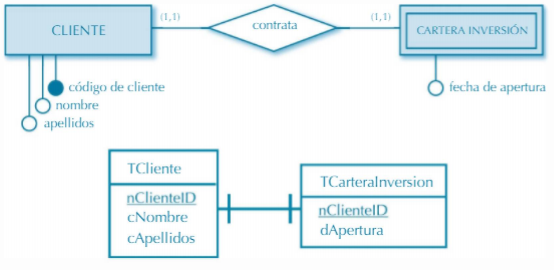 CLIENTE
(1,1)
contrata
(1,1)
CARTERA INVERSIÓN
código de cliente
nombre
apellidos
fecha de apertura
TCliente
nClienteID
cNombre
cApellidos
TCarteraInversion
nClienteID
dApertura